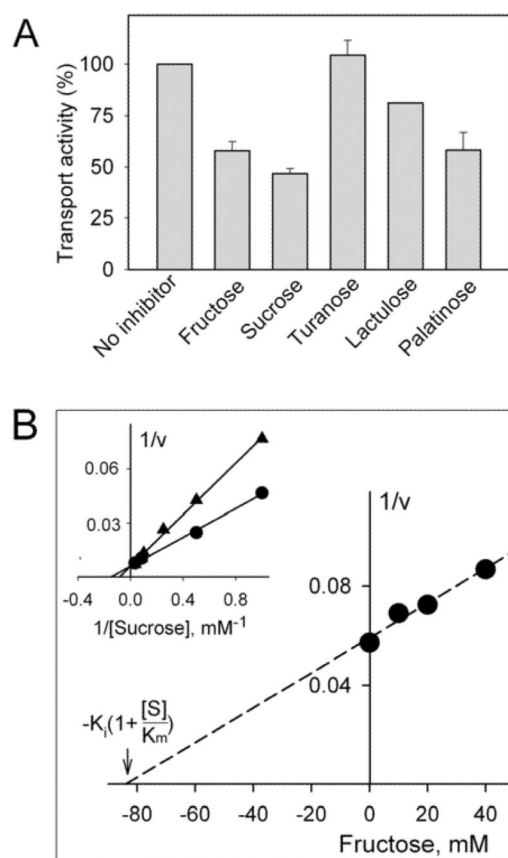 A
Transport activity (%)
100
75
50
25
0
No inhibitor
Fructose
Sucrose
Turanose
Lactulose
Palatinose
B
1/v
0.06
0.03
-0.4 0.0 0.4 0.8
1/[Sucrose], mM⁻¹
1/v
0.08
0.04
-Kᵢ(1+[S]/Kₘ)
-80 -60 -40 -20 0 20 40
Fructose, mM